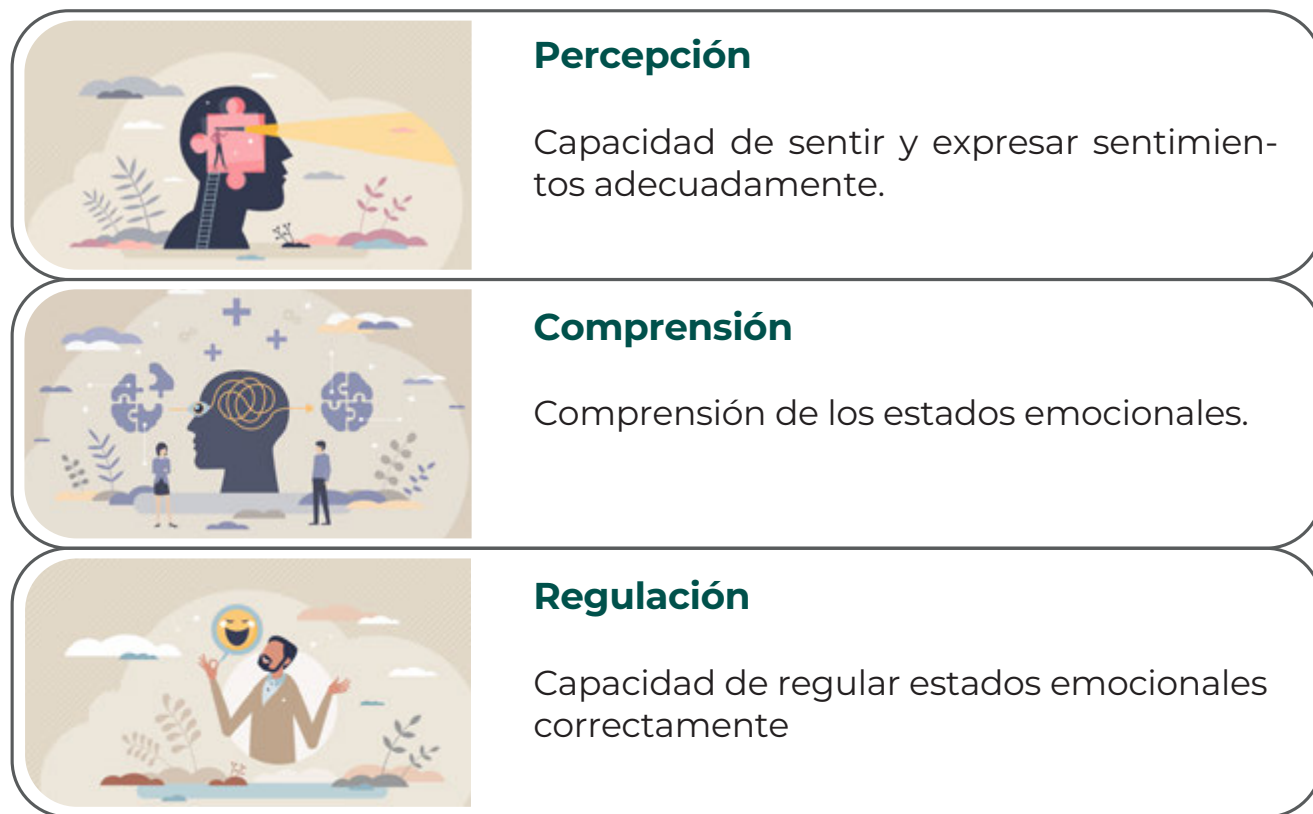 Percepción
Capacidad de sentir y expresar sentimien-
tos adecuadamente.
Comprensión
Comprensión de los estados emocionales.
Regulación
Capacidad de regular estados emocionales
correctamente